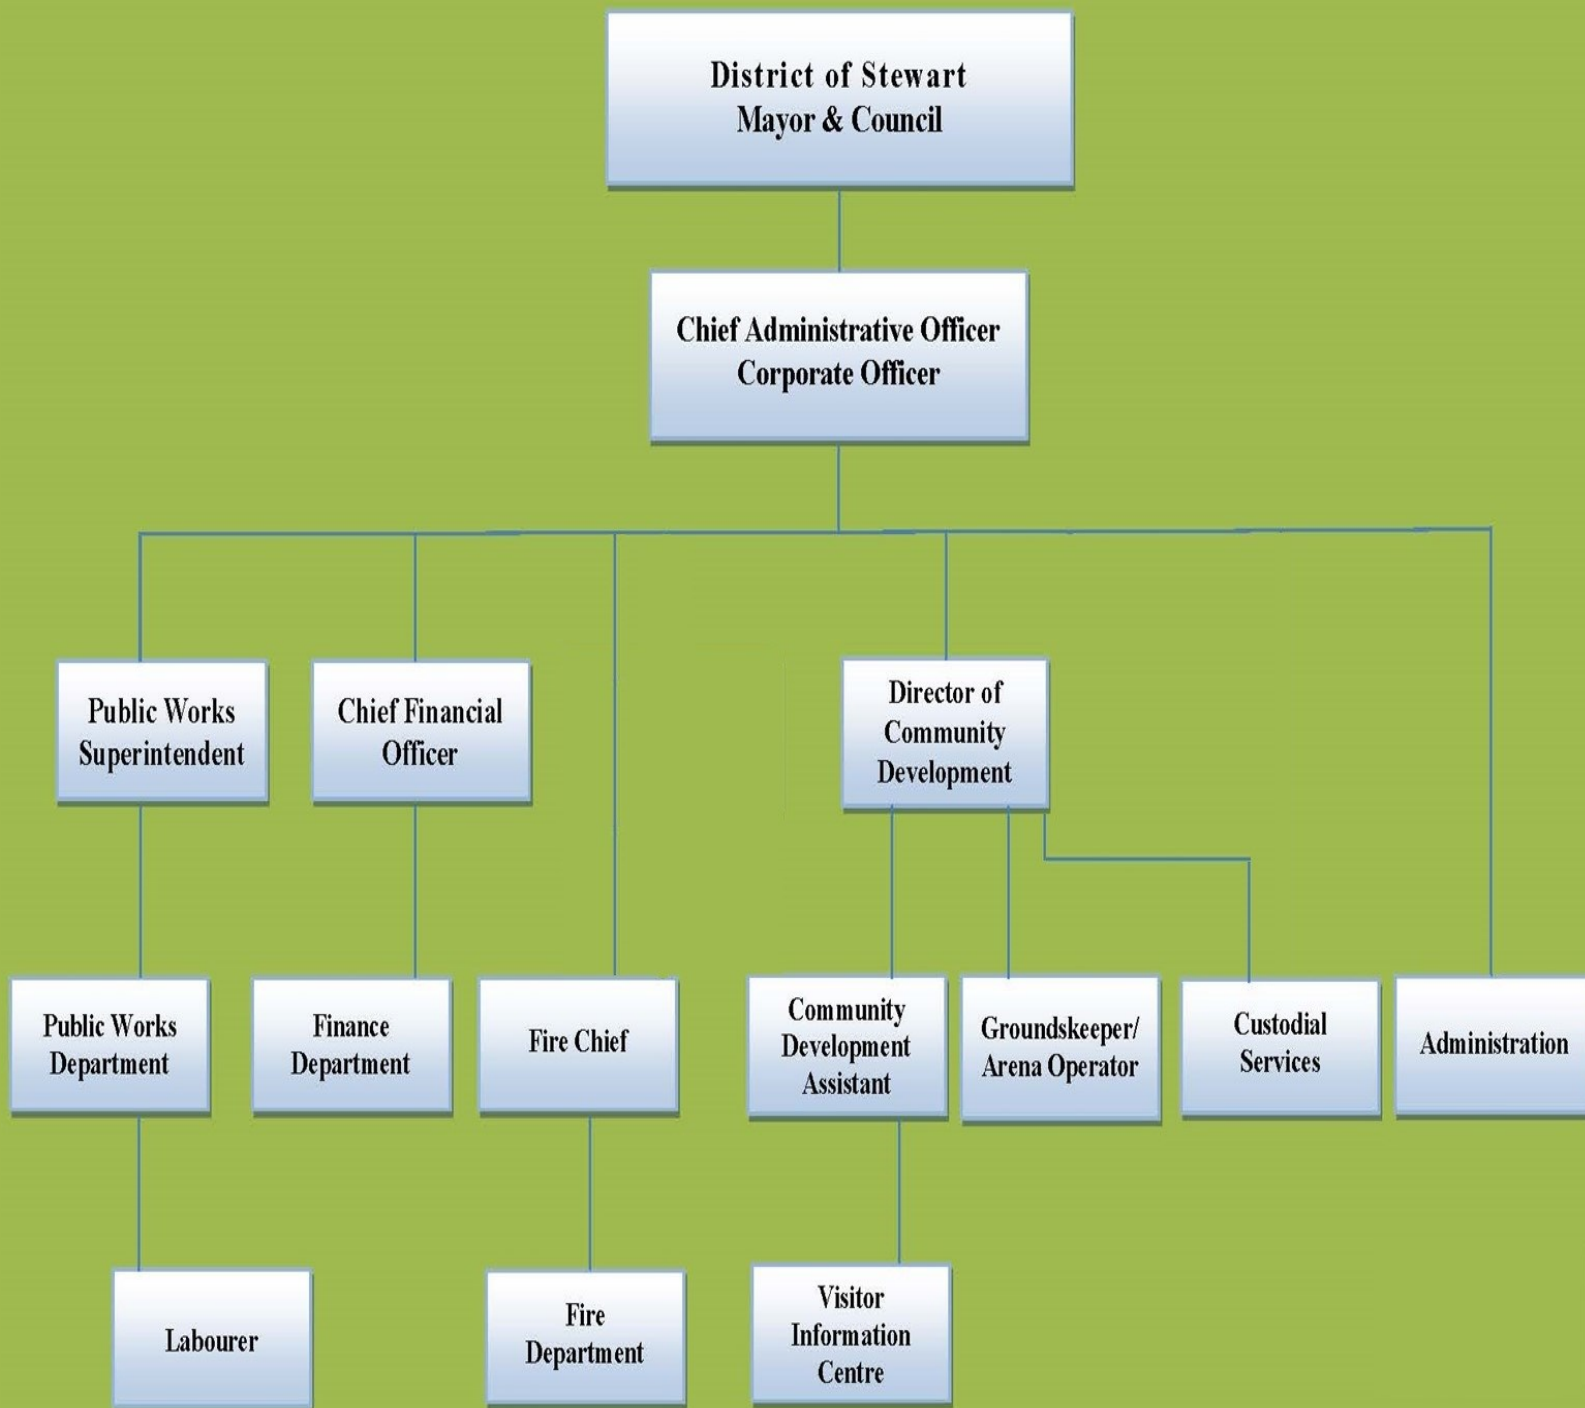 District of Stewart
Mayor & Council
Chief Administrative Officer
Corporate Officer
Public Works
Superintendent
Chief Financial
Officer
Director of
Community
Development
Public Works
Department
Finance
Department
Fire Chief
Community
Development
Assistant
Groundskeeper/
Arena Operator
Custodial
Services
Administration
Labourer
Fire
Department
Visitor
Information
Centre